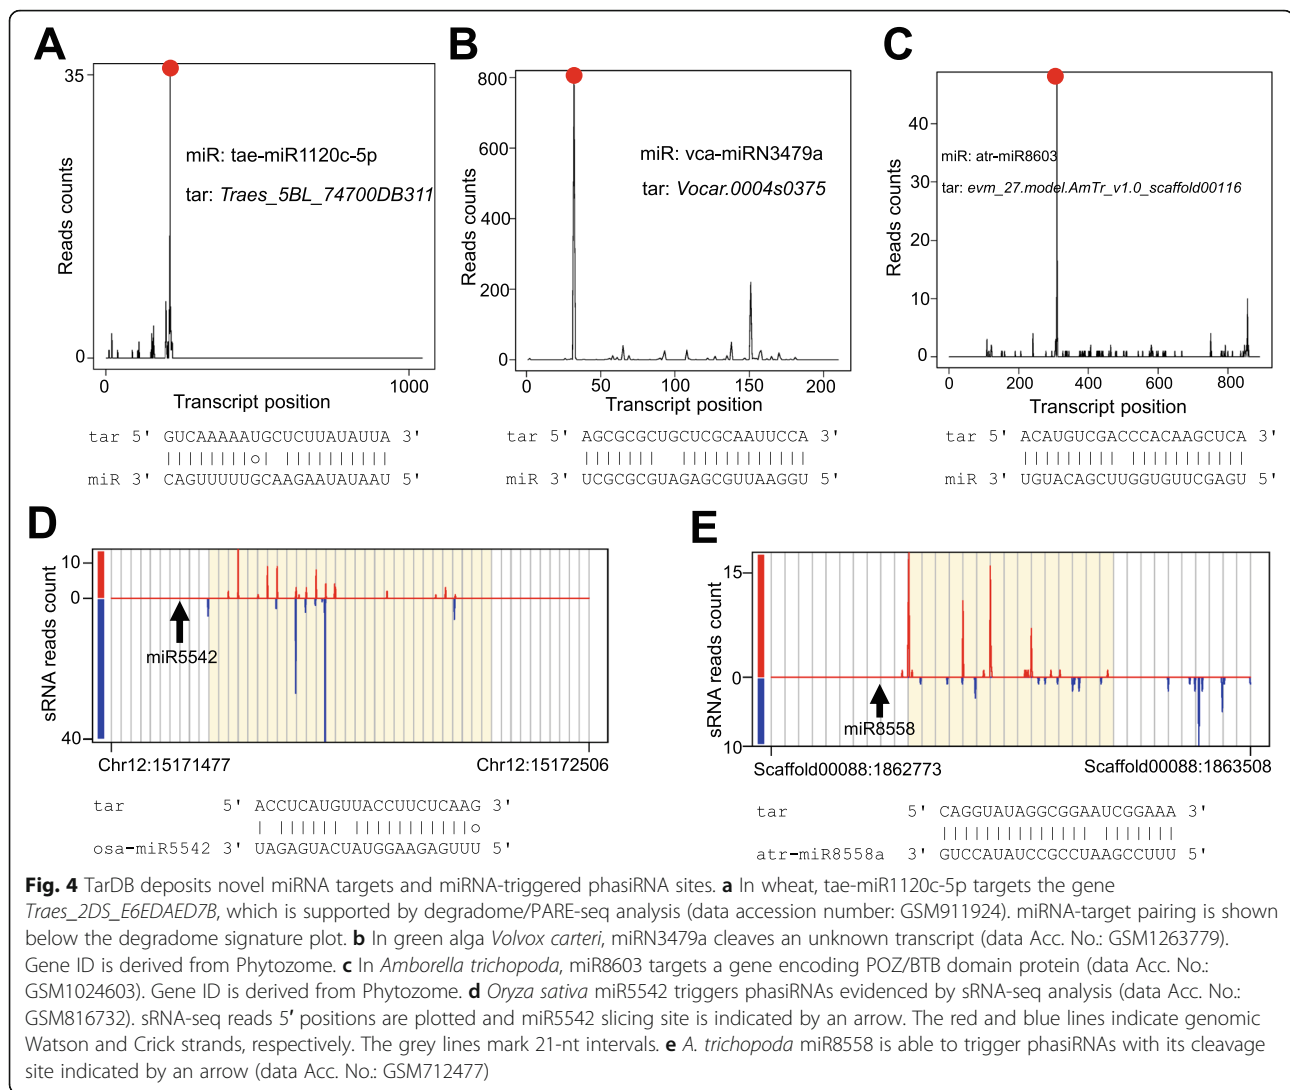 A
B
C
35
0
0
1000
Reads counts
Transcript position
miR: tae-miR1120c-5p
tar: Traes_5BL_74700DB311
800
600
400
200
0
0
50
100
150
200
Reads counts
Transcript position
miR: vca-miRN3479a
tar: Vocar.0004s0375
40
30
20
10
0
0
200
400
600
800
Reads counts
Transcript position
miR: atr-miR8603
tar: evm_27.model.AmTr_v1.0_scaffold00116
tar 5' GUCAAAAAUGCUCUUAUAUUA 3'
miR 3' CAGUUUUUGCAAGAAUAUAAU 5'
tar 5' AGCGCGCUGCUCGCAAUUCCA 3'
miR 3' UCGCGCGUAGAGCGUUAAGGU 5'
tar 5' ACAUGUCGACCCACAAGCUCA 3'
miR 3' UGUACAGCUUGGUGUUCGAGU 5'
D
10
0
40
sRNA reads count
miR5542
Chr12:15171477
Chr12:15172506
tar 5' ACCUCAUGUUACCUUCUCAAG 3'
osa-miR5542 3' UAGAGUACUAUGGAAGAGUUU 5'
E
15
0
10
sRNA reads count
miR8558
Scaffold00088:1862773
Scaffold00088:1863508
tar 5' CAGGUAUAGGCGGAAUCGGAAA 3'
atr-miR8558a 3' GUCCAUAUCCGCCUAAGCCUUU 5'
Fig. 4 TarDB deposits novel miRNA targets and miRNA-triggered phasiRNA sites. a In wheat, tae-miR1120c-5p targets the gene
Traes_2DS_E6EDAED7B, which is supported by degradome/PARE-seq analysis (data accession number: GSM911924). miRNA-target pairing is shown
below the degradome signature plot. b In green alga Volvox carteri, miRN3479a cleaves an unknown transcript (data Acc. No.: GSM1263779).
Gene ID is derived from Phytozome. c In Amborella trichopoda, miR8603 targets a gene encoding POZ/BTB domain protein (data Acc. No.:
GSM1024603). Gene ID is derived from Phytozome. d Oryza sativa miR5542 triggers phasiRNAs evidenced by sRNA-seq analysis (data Acc. No.:
GSM816732). sRNA-seq reads 5′ positions are plotted and miR5542 slicing site is indicated by an arrow. The red and blue lines indicate genomic
Watson and Crick strands, respectively. The grey lines mark 21-nt intervals. e A. trichopoda miR8558 is able to trigger phasiRNAs with its cleavage
site indicated by an arrow (data Acc. No.: GSM712477)